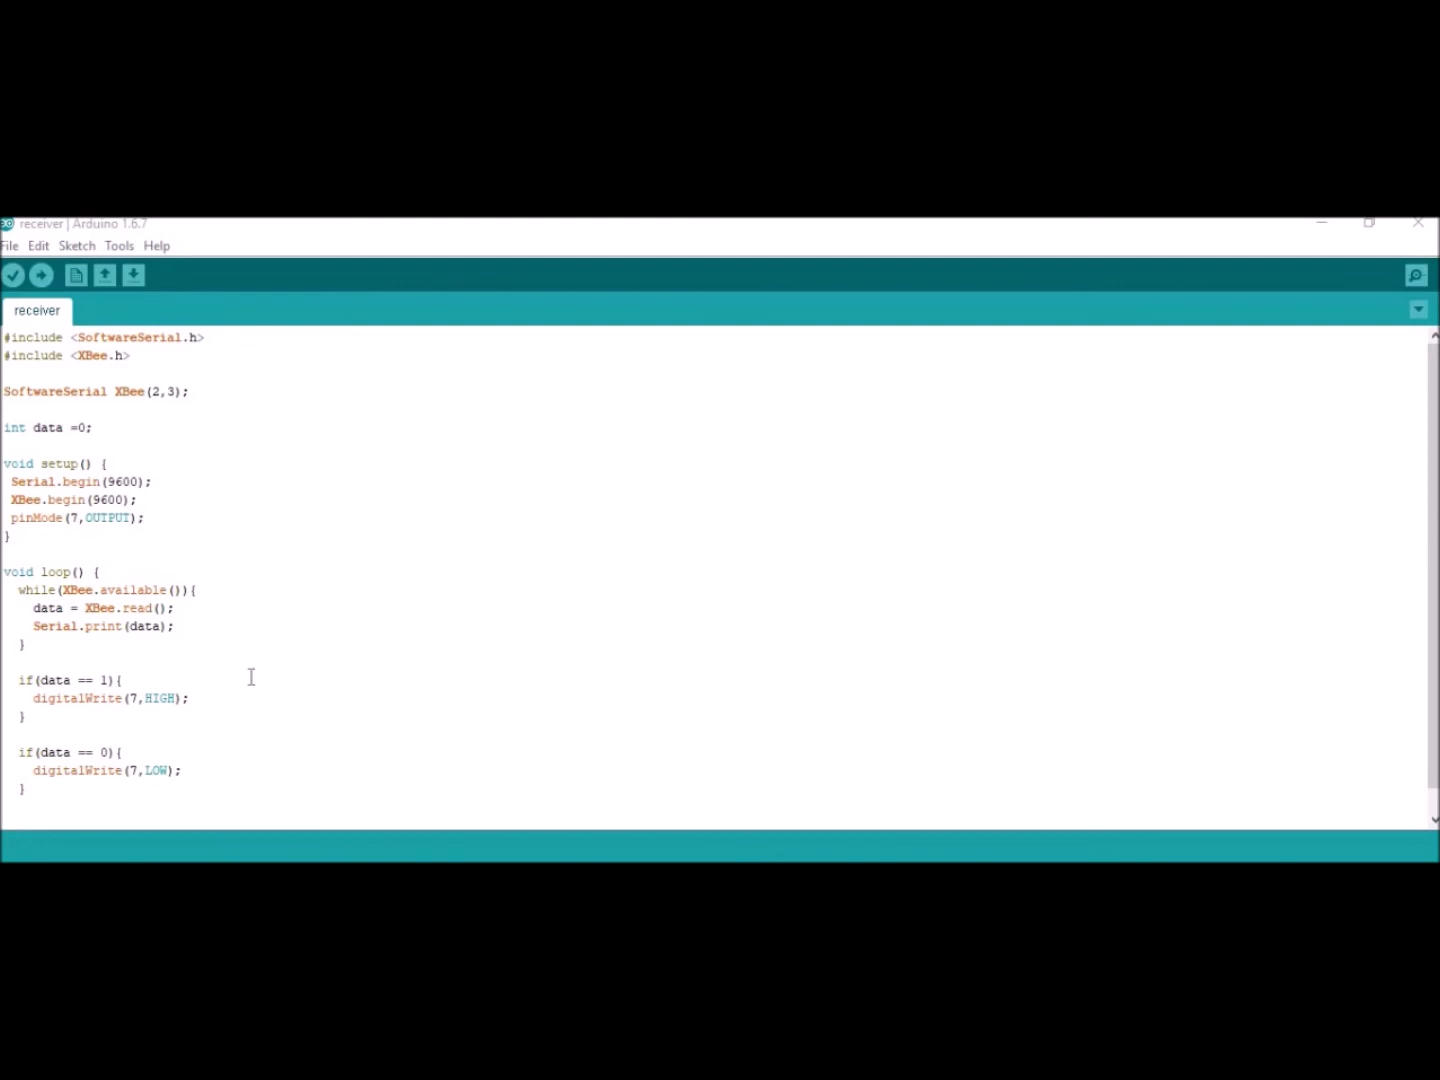 receiver | Arduino 1.6.7
File Edit Sketch Tools Help
receiver
#include <SoftwareSerial.h>
#include <XBee.h>
SoftwareSerial XBee(2,3);
int data =0;
void setup() {
Serial.begin(9600);
XBee.begin(9600);
pinMode(7,OUTPUT);
}
void loop() {
while(XBee.available()){
data = XBee.read();
Serial.print(data);
}
if(data == 1){
digitalWrite(7,HIGH);
}
if(data == 0){
digitalWrite(7,LOW);
}